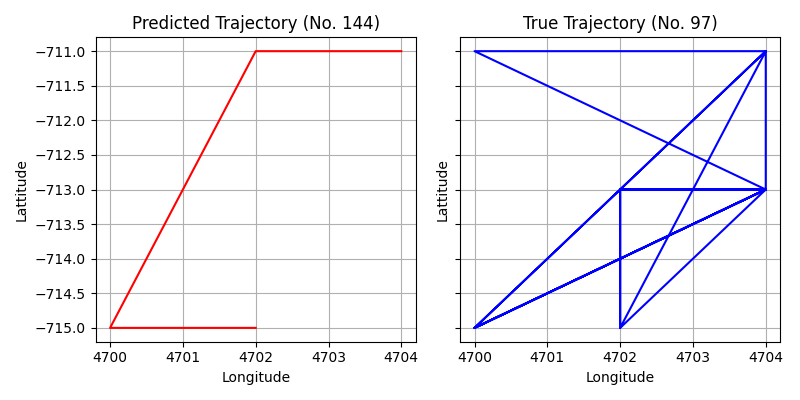 Predicted Trajectory (No. 144)
True Trajectory (No. 97)
Lattitude
−711.0
−711.5
−712.0
−712.5
−713.0
−713.5
−714.0
−714.5
−715.0
4700 4701 4702 4703 4704
Longitude
Lattitude
4700 4701 4702 4703 4704
Longitude